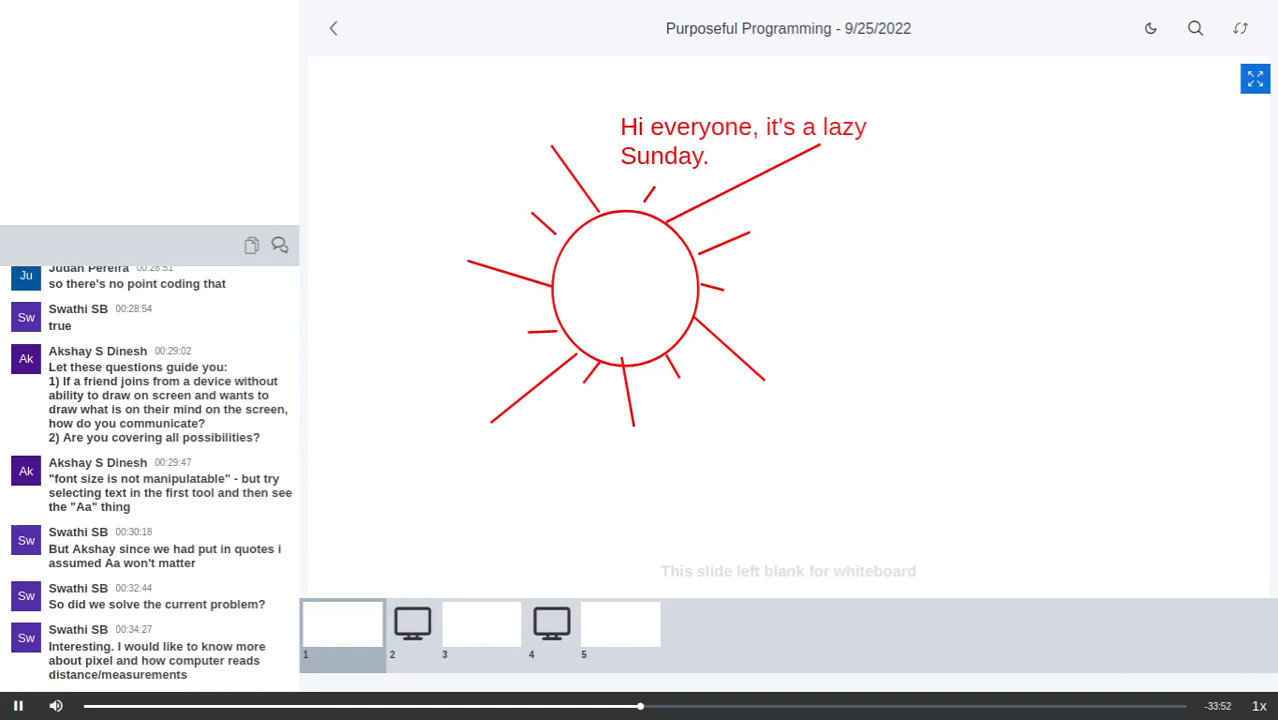 Purposeful Programming - 9/25/2022
Hi everyone, it's a lazy
Sunday.
This slide left blank for whiteboard
Ju
Judah Pereira 00:28:51
so there's no point coding that
Sw
Swathi SB 00:28:54
true
Ak
Akshay S Dinesh 00:29:02
Let these questions guide you:
1) If a friend joins from a device without
ability to draw on screen and wants to
draw what is on their mind on the screen,
how do you communicate?
2) Are you covering all possibilities?
Ak
Akshay S Dinesh 00:29:47
"font size is not manipulatable" - but try
selecting text in the first tool and then see
the "Aa" thing
Sw
Swathi SB 00:30:18
But Akshay since we had put in quotes i
assumed Aa won't matter
Sw
Swathi SB 00:32:44
So did we solve the current problem?
Sw
Swathi SB 00:34:27
Interesting. I would like to know more
about pixel and how computer reads
distance/measurements
1 2 3 4 5
-33:52 1x